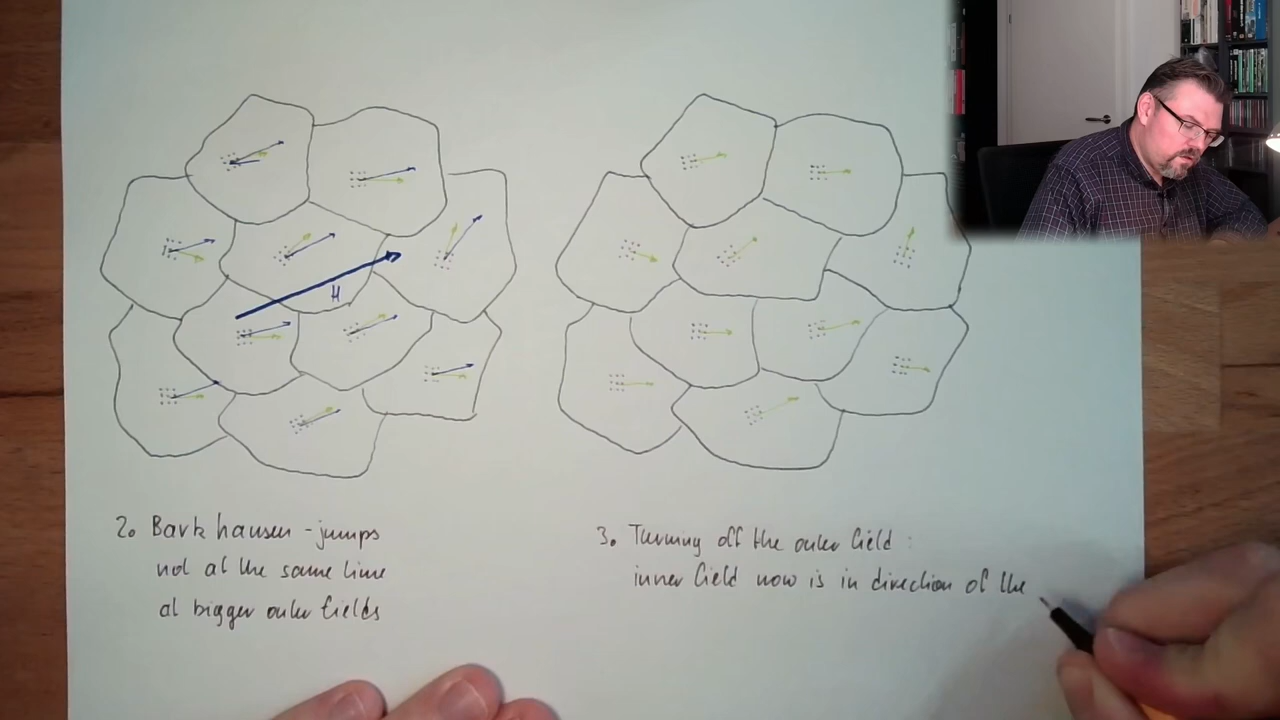 H
2. Barkhausen-jumps
not at the same time
at bigger outer fields
3. Turning off the outer field:
inner field now is in direction of the